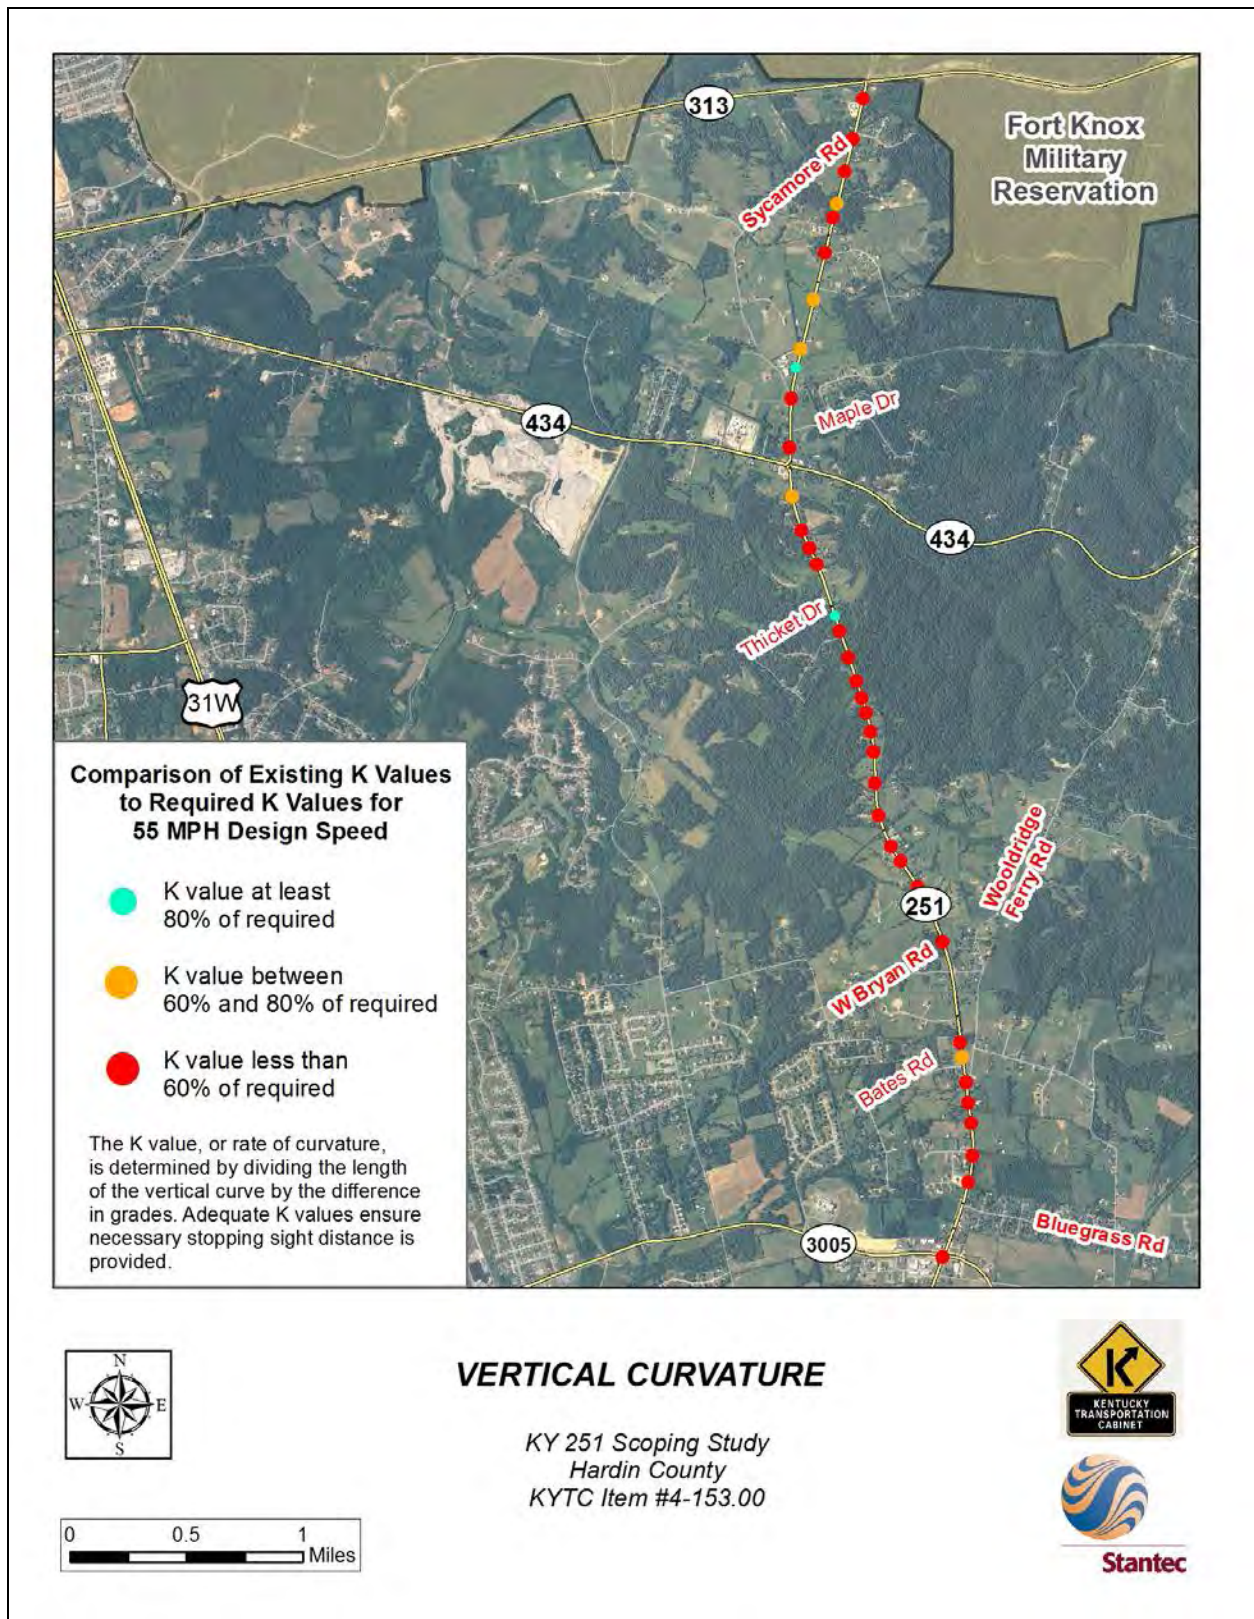 313
Fort Knox
Military
Reservation
Sycamore Rd
Maple Dr
434
434
Thicket Dr
31W
Comparison of Existing K Values
to Required K Values for
55 MPH Design Speed
K value at least
80% of required
K value between
60% and 80% of required
K value less than
60% of required
The K value, or rate of curvature,
is determined by dividing the length
of the vertical curve by the difference
in grades. Adequate K values ensure
necessary stopping sight distance is
provided.
Wooldridge
Ferry Rd
251
W Bryan Rd
Bates Rd
Bluegrass Rd
3005
N
W E
S
VERTICAL CURVATURE
KY 251 Scoping Study
Hardin County
KYTC Item #4-153.00
0 0.5 1
Miles
KENTUCKY
TRANSPORTATION
CABINET
Stantec